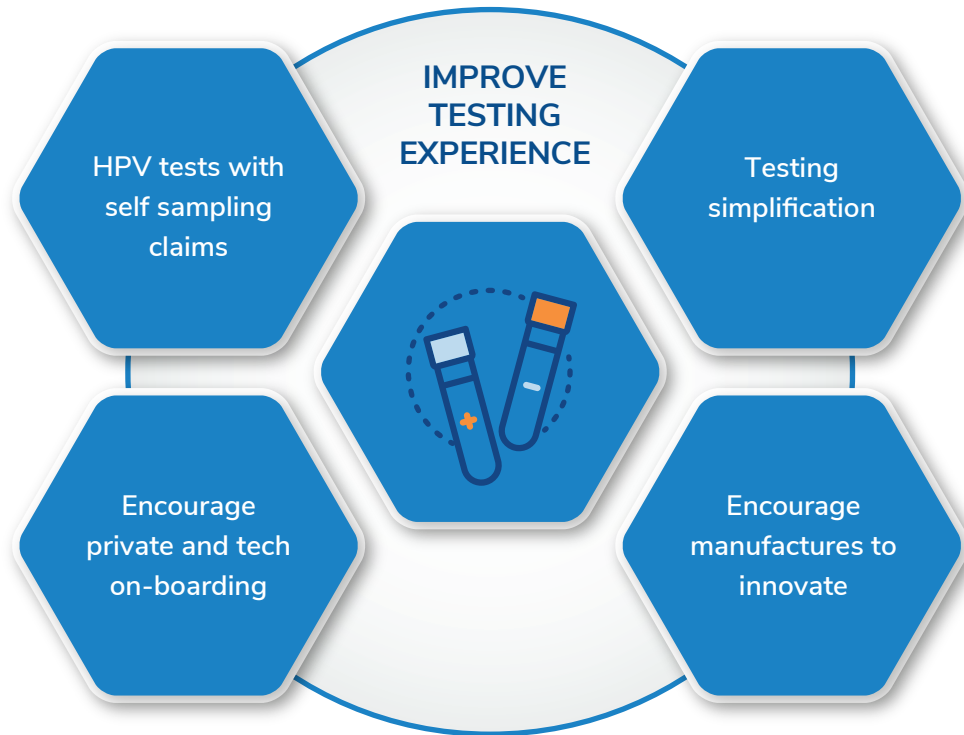 IMPROVE
TESTING
EXPERIENCE
HPV tests with
self sampling
claims
Testing
simplification
Encourage
private and tech
on-boarding
Encourage
manufactures to
innovate